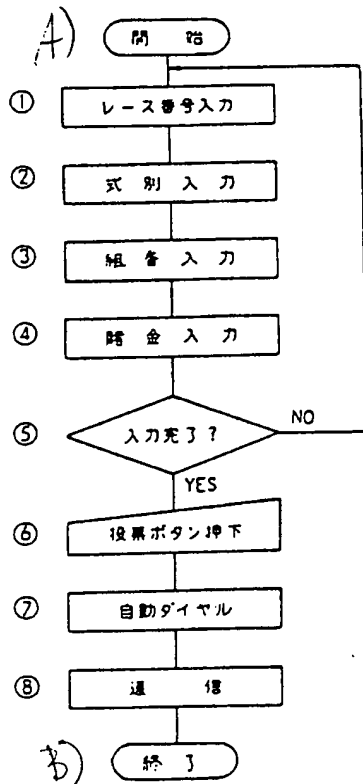 A)
開始
① レース番号入力
② 式別入力
③ 組番入力
④ 賭金入力
⑤ 入力完了?
NO
YES
⑥ 投票ボタン押下
⑦ 自動ダイヤル
⑧ 通信
B)
終了